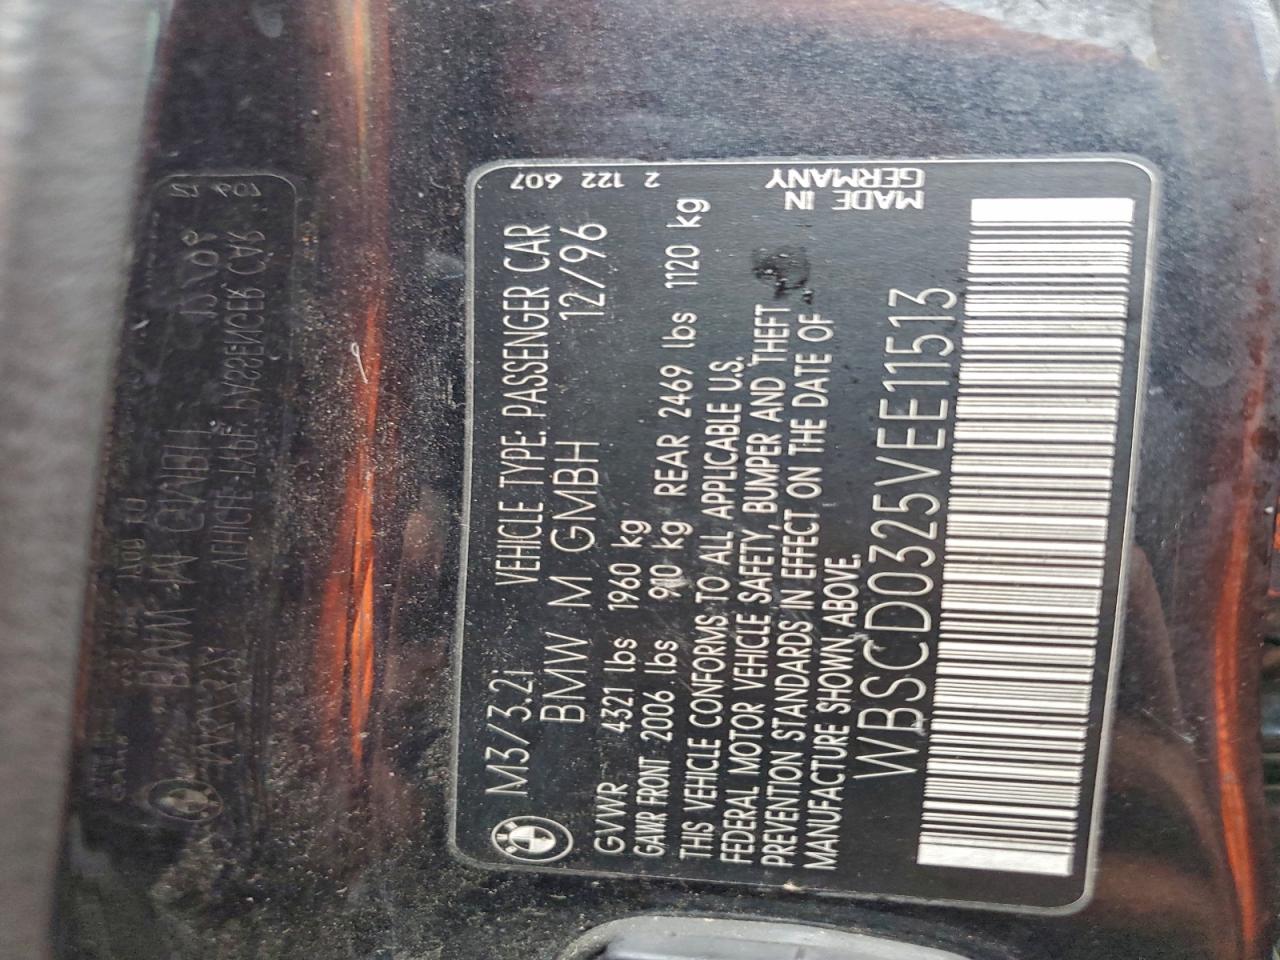 M3/3.2i VEHICLE TYPE: PASSENGER CAR
BMW M GMBH 12/96
GVWR 4321 lbs 1960 kg
GAWR FRONT 2006 lbs 910 kg REAR 2469 lbs 1120 kg
THIS VEHICLE CONFORMS TO ALL APPLICABLE U.S.
FEDERAL MOTOR VEHICLE SAFETY, BUMPER AND THEFT
PREVENTION STANDARDS IN EFFECT ON THE DATE OF
MANUFACTURE SHOWN ABOVE.
WBSCD0325VEE11513
2 122 607
MADE IN
GERMANY